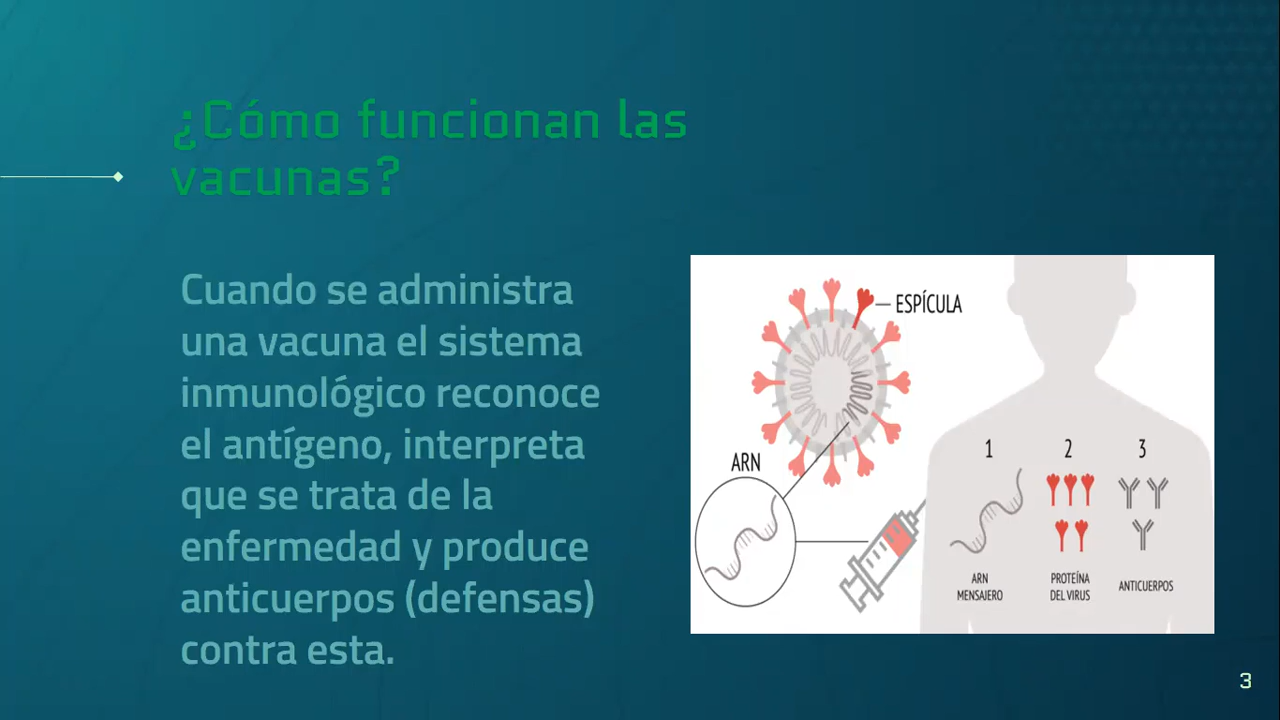 ¿Cómo funcionan las
vacunas?
Cuando se administra
una vacuna el sistema
inmunológico reconoce
el antígeno, interpreta
que se trata de la
enfermedad y produce
anticuerpos (defensas)
contra esta.
ESPÍCULA
ARN
1
2
3
ARN
MENSAJERO
PROTEÍNA
DEL VIRUS
ANTICUERPOS
3